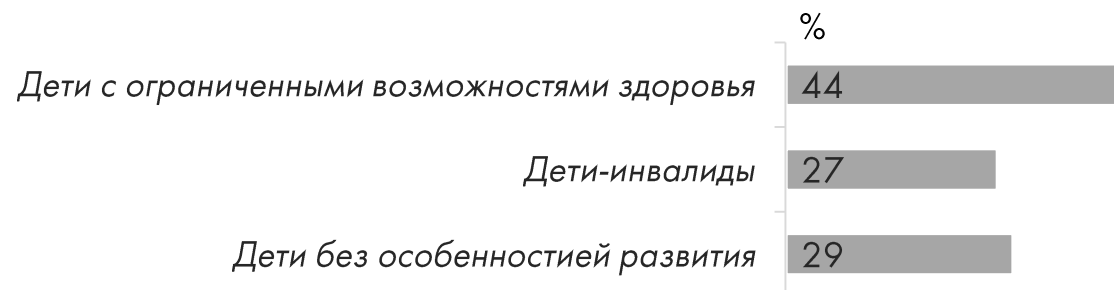 %
Дети с ограниченными возможностями здоровья 44
Дети-инвалиды 27
Дети без особенностией развития 29